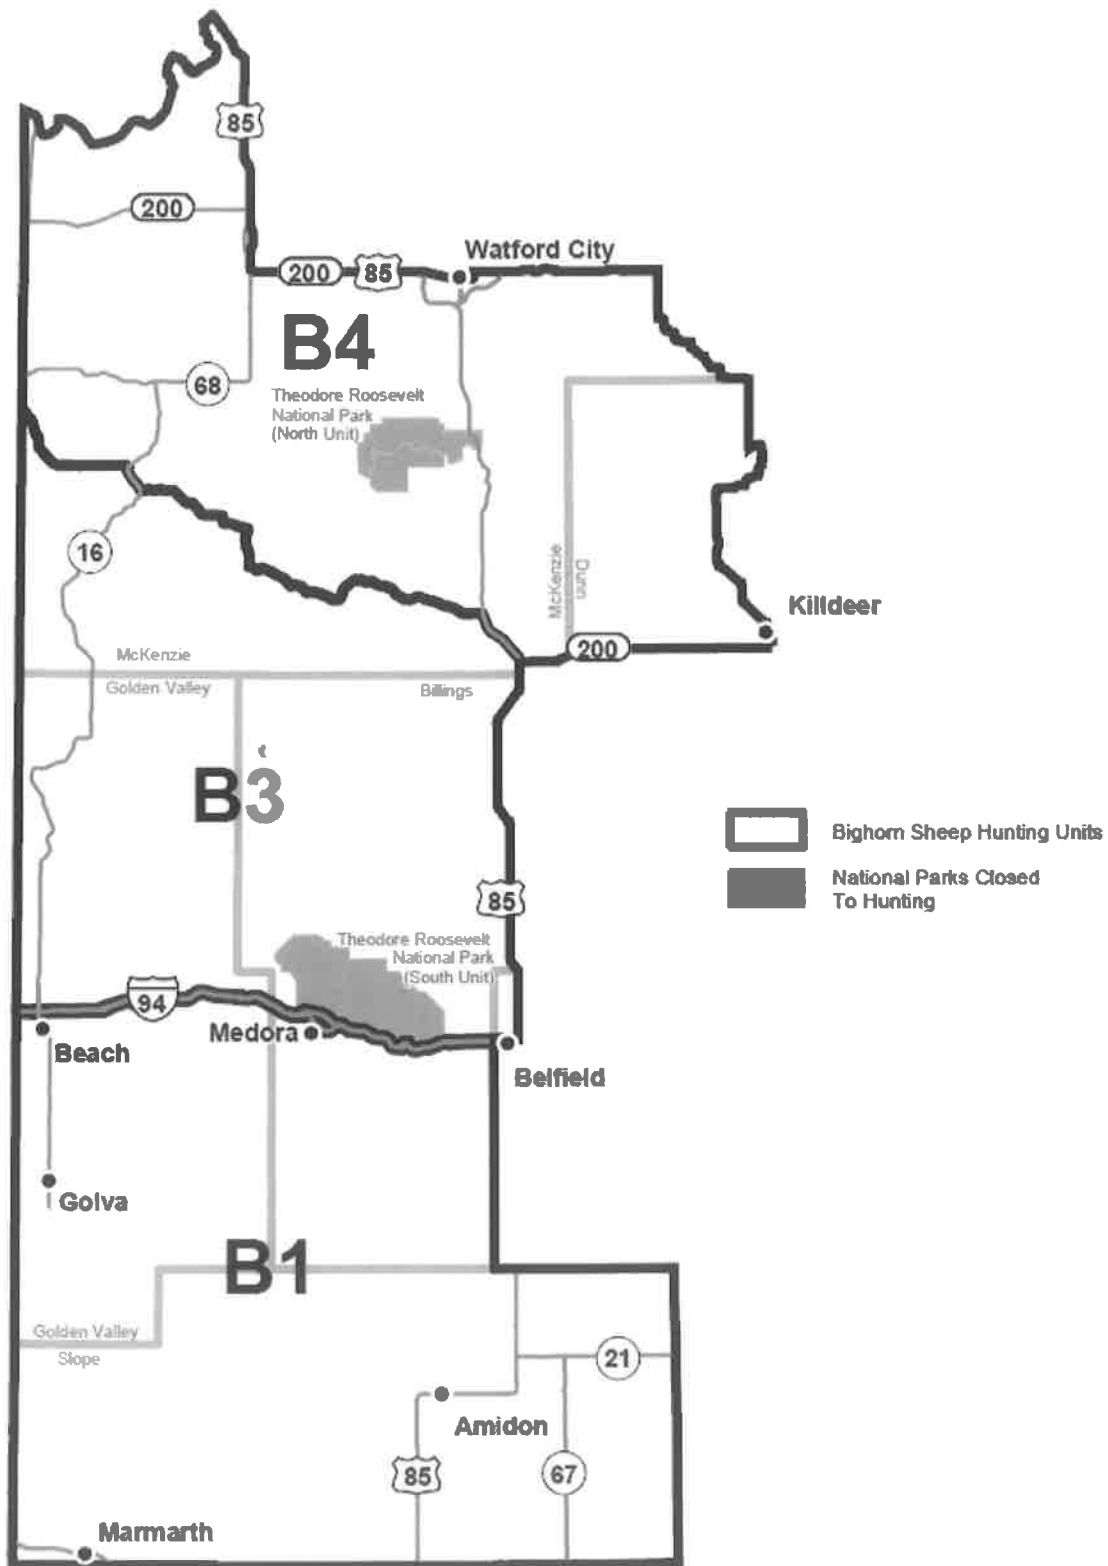 85
200
Watford City
200
85
B4
68
Theodore Roosevelt
National Park
(North Unit)
16
McKenzie
Dunn
Killdeer
200
McKenzie
Golden Valley
Billings
B3
Bighorn Sheep Hunting Units
National Parks Closed
To Hunting
85
Theodore Roosevelt
National Park
(South Unit)
94
Medora
Beach
Belfield
Golva
B1
Golden Valley
Slope
21
Amidon
85
67
Marmarth